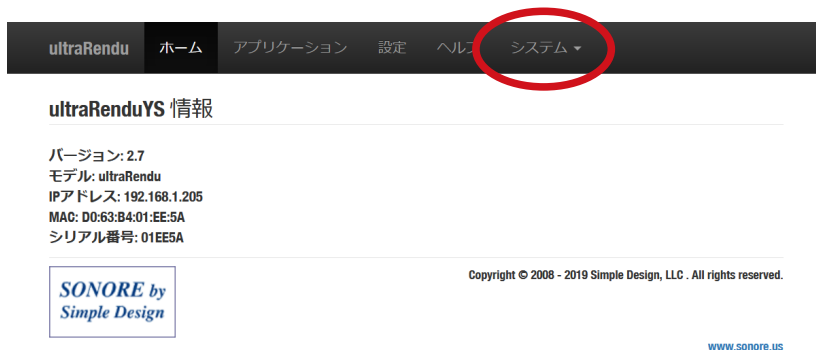 ultraRendu ホーム アプリケーション 設定 ヘルプ システム
ultraRenduYS 情報
バージョン: 2.7
モデル: ultraRendu
IPアドレス: 192.168.1.205
MAC: D0:63:B4:01:EE:5A
シリアル番号: 01EE5A
SONORE by
Simple Design
Copyright © 2008 - 2019 Simple Design, LLC . All rights reserved.
www.sonore.us